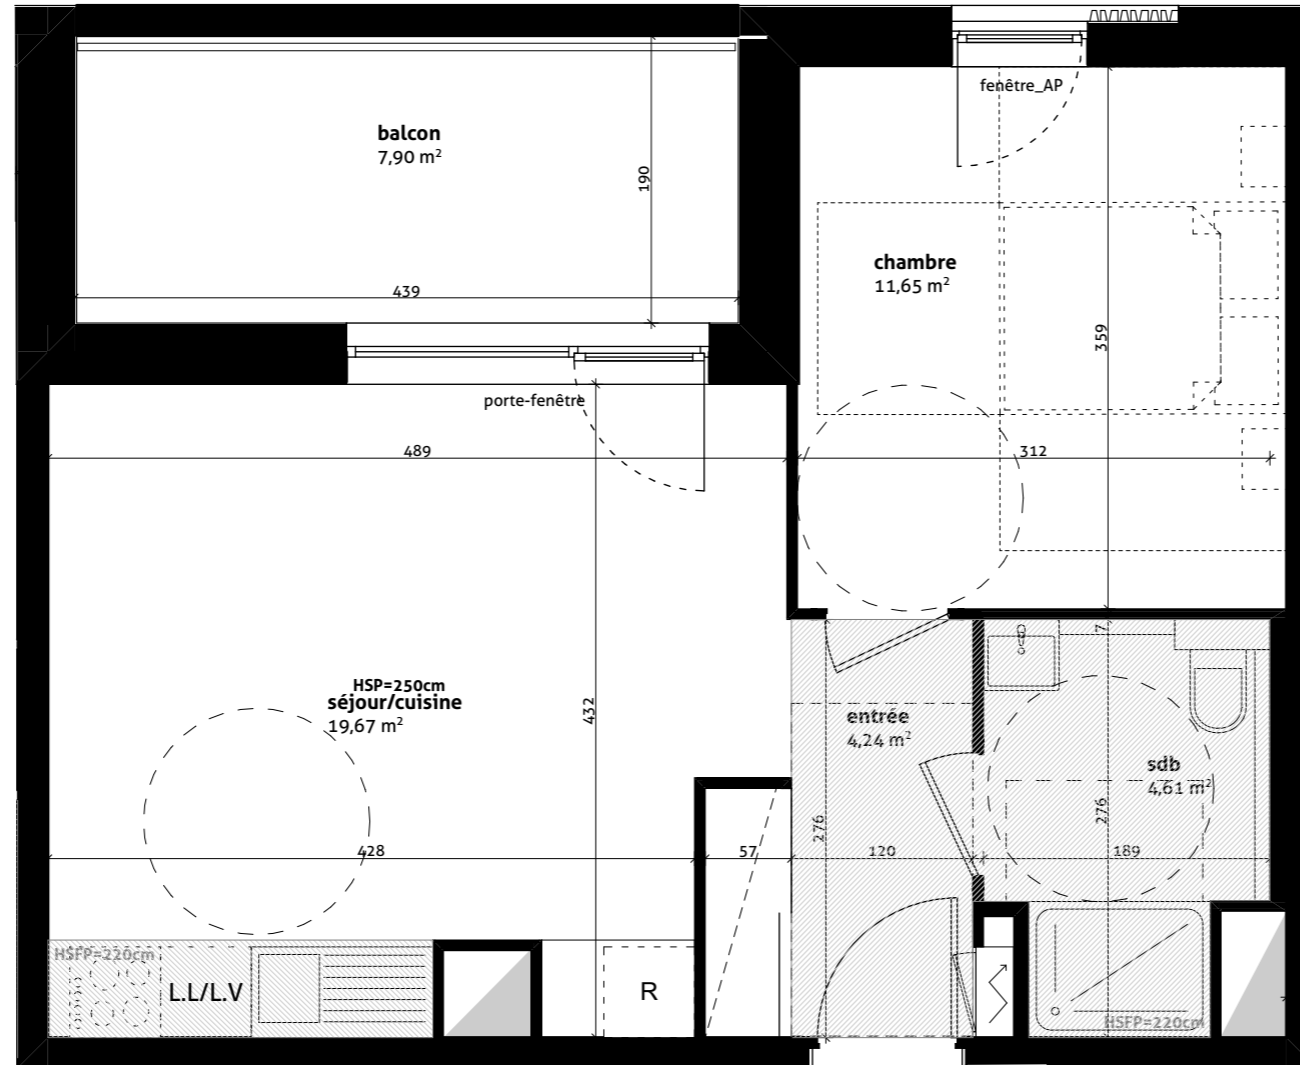 fenêtre_AP
balcon
7,90 m²
190
439
chambre
11,65 m²
359
porte-fenêtre
489
312
HSP=250cm
séjour/cuisine
19,67 m²
432
7
entrée
4,24 m²
sdb
4,61 m²
276
276
428
57
120
189
HSFP=220cm
L.L/L.V
R
HSFP=220cm